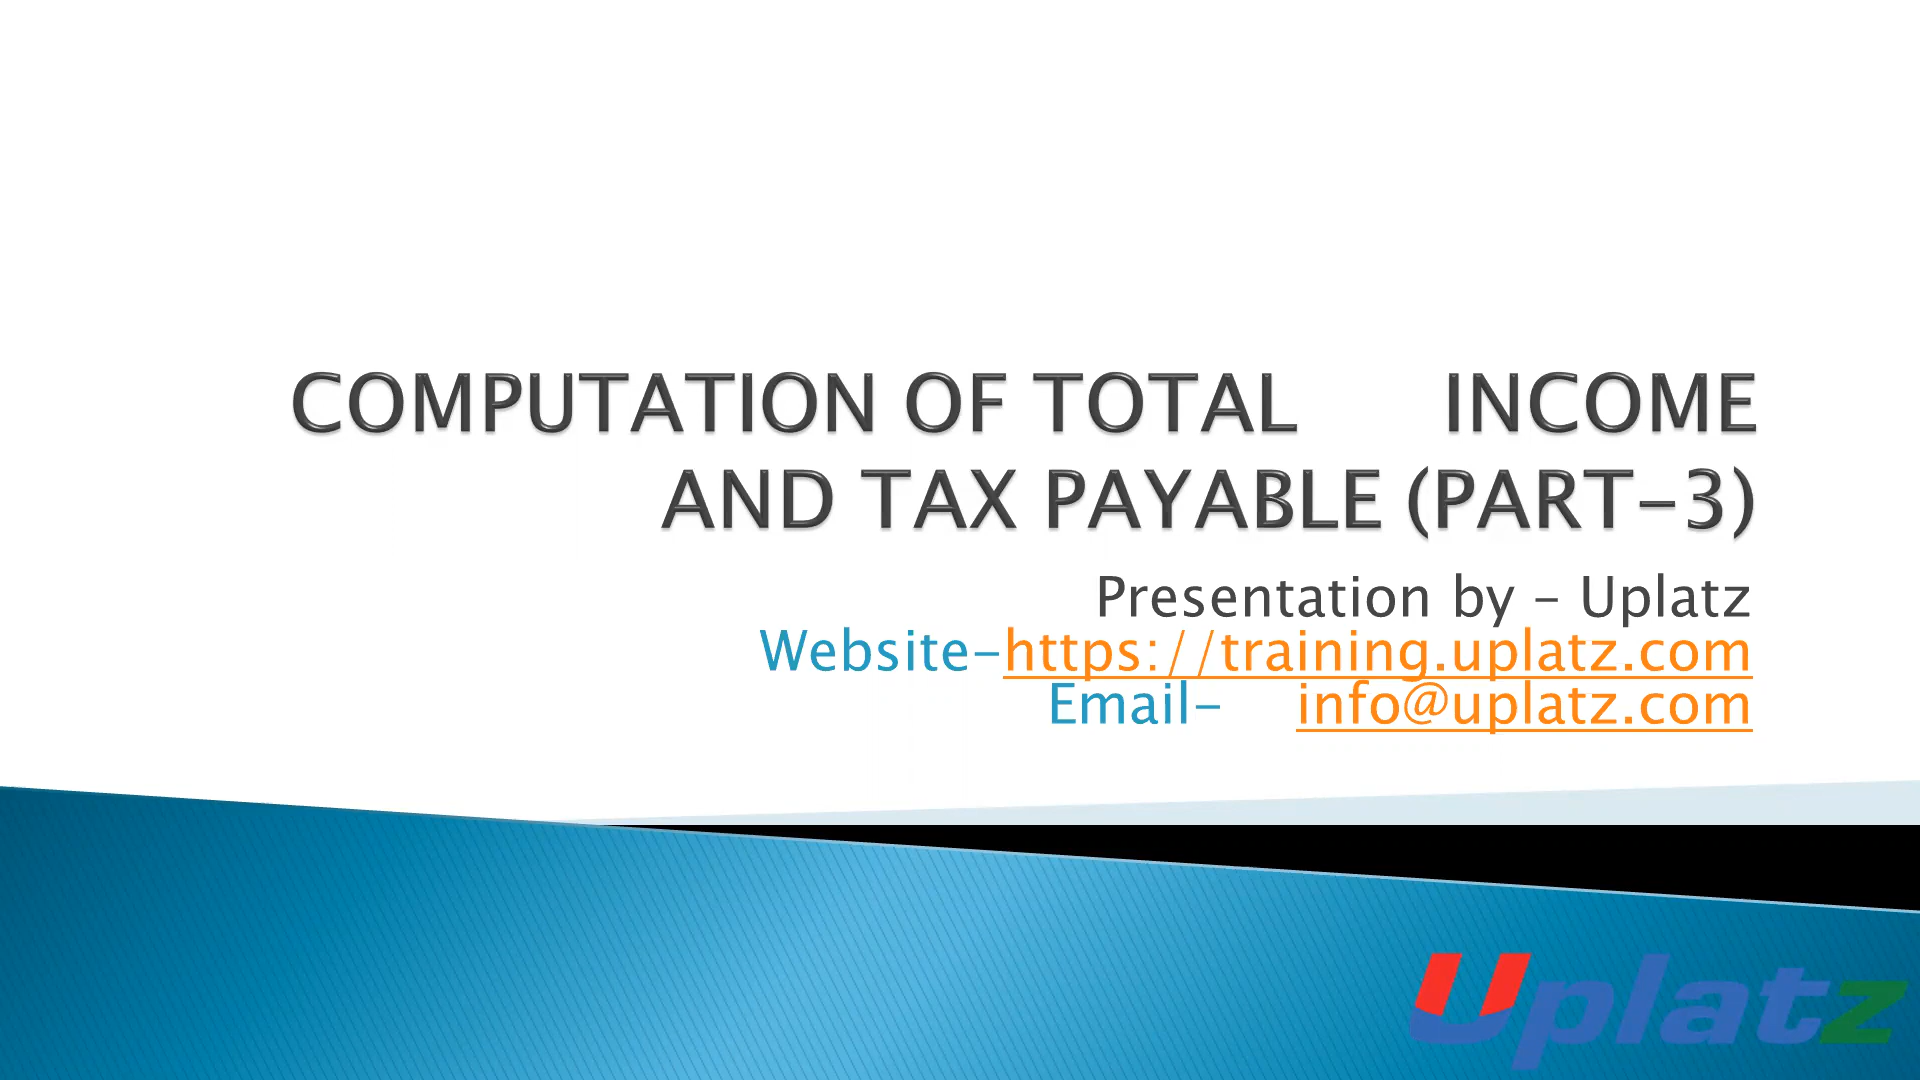 COMPUTATION OF TOTAL INCOME
AND TAX PAYABLE (PART-3)
Presentation by – Uplatz
Website-https://training.uplatz.com
Email- info@uplatz.com
Uplatz